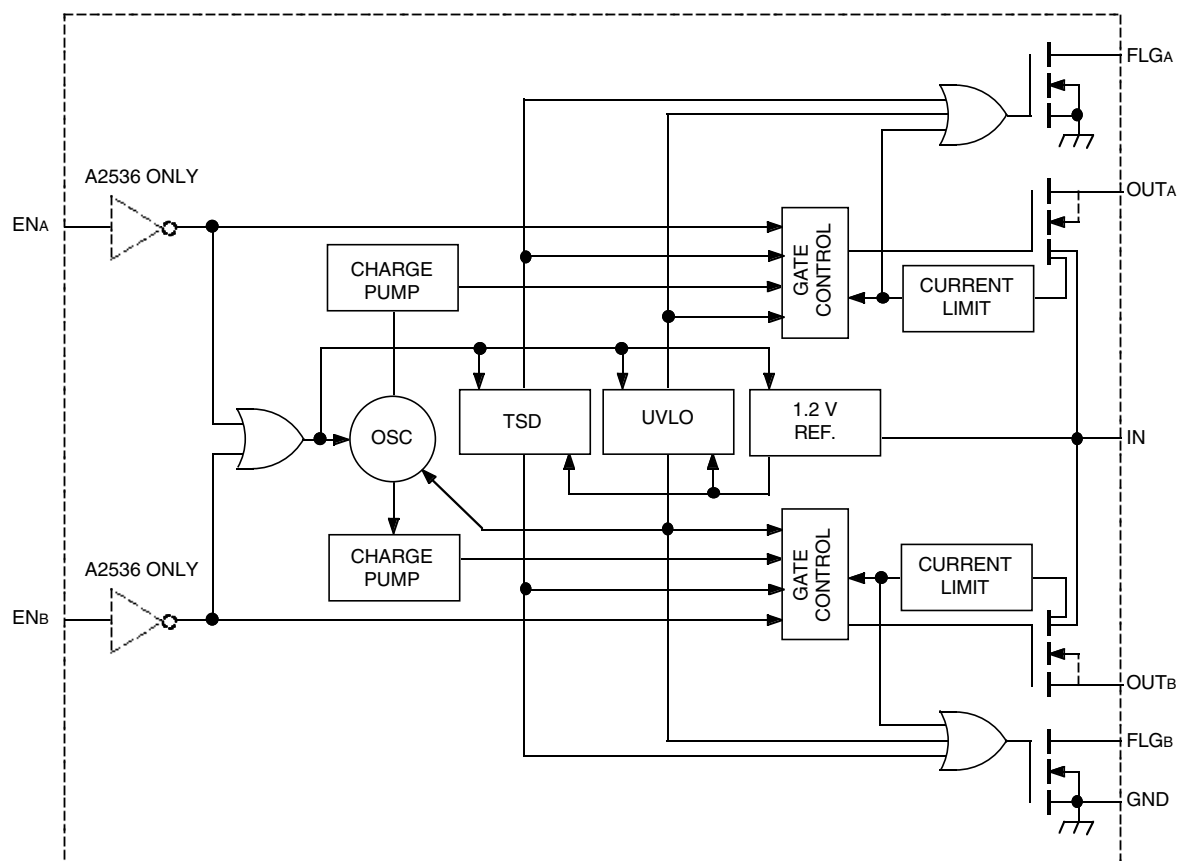 FLGA
A2536 ONLY
ENA
OUTA
CHARGE
PUMP
GATE
CONTROL
CURRENT
LIMIT
OSC
TSD
UVLO
1.2 V
REF.
IN
CHARGE
PUMP
GATE
CONTROL
CURRENT
LIMIT
A2536 ONLY
ENB
OUTB
FLGB
GND